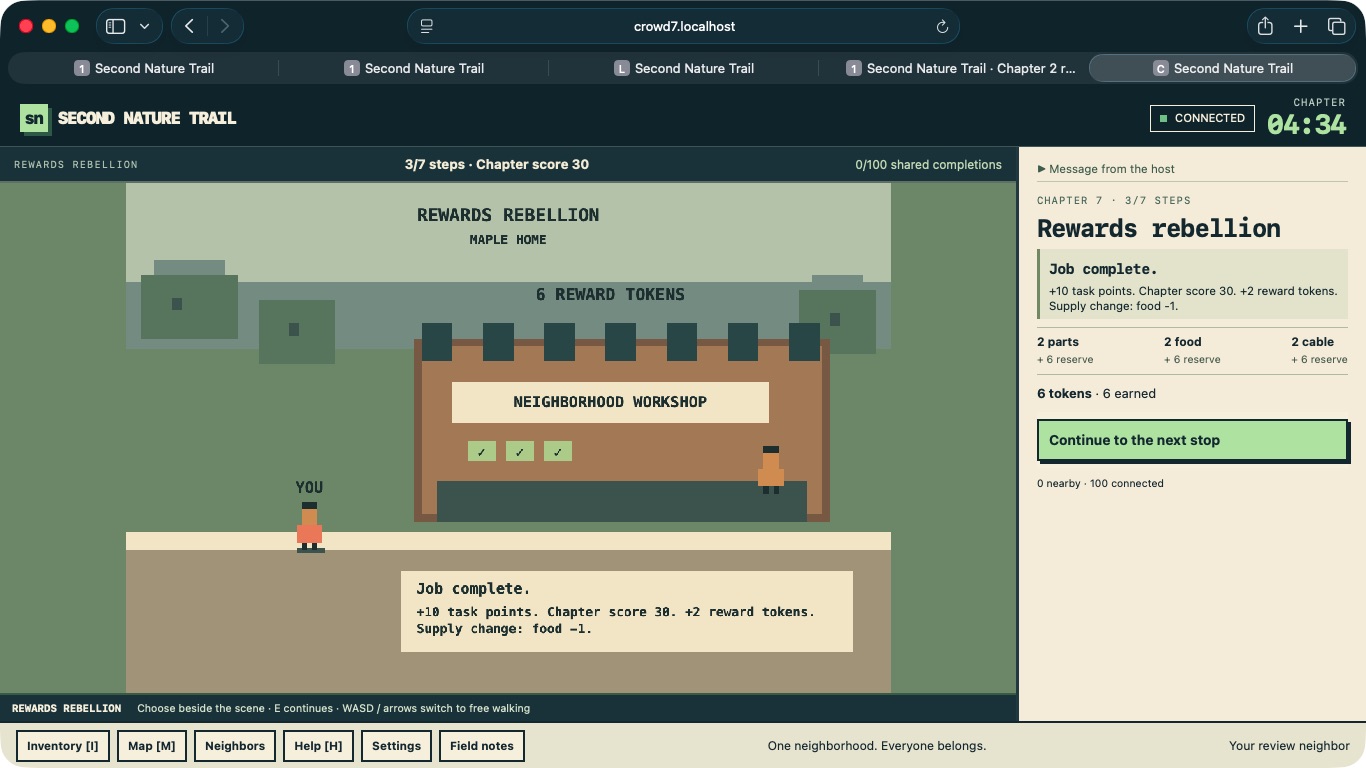 crowd7.localhost
1 Second Nature Trail
1 Second Nature Trail
L Second Nature Trail
1 Second Nature Trail · Chapter 2 r...
C Second Nature Trail
sn SECOND NATURE TRAIL
CONNECTED
CHAPTER
04:34
REWARDS REBELLION
3/7 steps · Chapter score 30
0/100 shared completions
REWARDS REBELLION
MAPLE HOME
6 REWARD TOKENS
NEIGHBORHOOD WORKSHOP
✓ ✓ ✓
YOU
Job complete.
+10 task points. Chapter score 30. +2 reward tokens.
Supply change: food −1.
REWARDS REBELLION Choose beside the scene · E continues · WASD / arrows switch to free walking
▶ Message from the host
CHAPTER 7 · 3/7 STEPS
Rewards rebellion
Job complete.
+10 task points. Chapter score 30. +2 reward tokens.
Supply change: food −1.
2 parts 2 food 2 cable
+ 6 reserve + 6 reserve + 6 reserve
6 tokens · 6 earned
Continue to the next stop
0 nearby · 100 connected
Inventory [I] Map [M] Neighbors Help [H] Settings Field notes
One neighborhood. Everyone belongs.
Your review neighbor